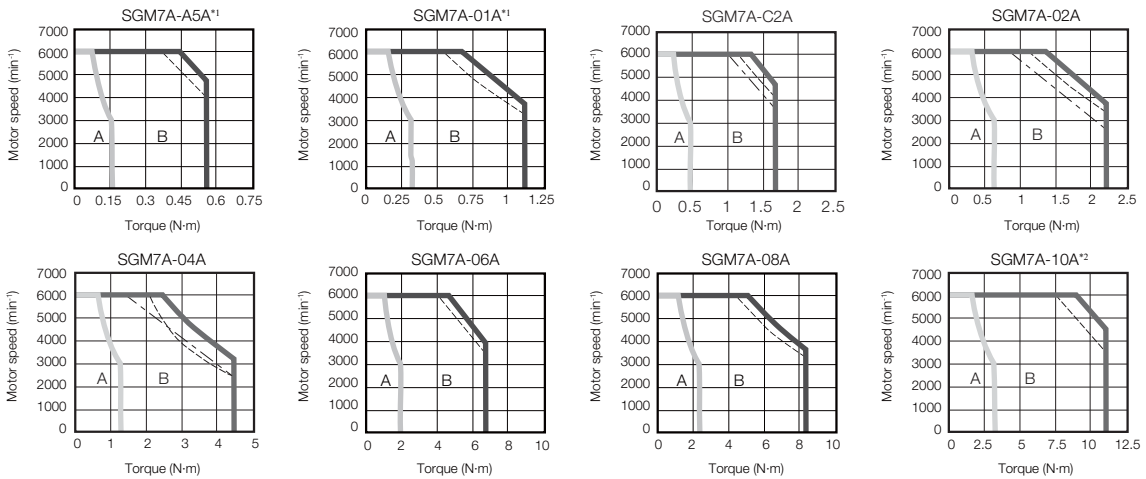 SGM7A-A5A*1
7000
6000
5000
4000
3000
2000
1000
0
Motor speed (min⁻¹)
A
B
0 0.15 0.3 0.45 0.6 0.75
Torque (N·m)
SGM7A-01A*1
7000
6000
5000
4000
3000
2000
1000
0
Motor speed (min⁻¹)
A
B
0 0.25 0.5 0.75 1 1.25
Torque (N·m)
SGM7A-C2A
7000
6000
5000
4000
3000
2000
1000
0
Motor speed (min⁻¹)
A
B
0 0.5 1 1.5 2 2.5
Torque (N·m)
SGM7A-02A
7000
6000
5000
4000
3000
2000
1000
0
Motor speed (min⁻¹)
A
B
0 0.5 1 1.5 2 2.5
Torque (N·m)
SGM7A-04A
7000
6000
5000
4000
3000
2000
1000
0
Motor speed (min⁻¹)
A
B
0 1 2 3 4 5
Torque (N·m)
SGM7A-06A
7000
6000
5000
4000
3000
2000
1000
0
Motor speed (min⁻¹)
A
B
0 2 4 6 8 10
Torque (N·m)
SGM7A-08A
7000
6000
5000
4000
3000
2000
1000
0
Motor speed (min⁻¹)
A
B
0 2 4 6 8 10
Torque (N·m)
SGM7A-10A*2
7000
6000
5000
4000
3000
2000
1000
0
Motor speed (min⁻¹)
A
B
0 2.5 5 7.5 10 12.5
Torque (N·m)